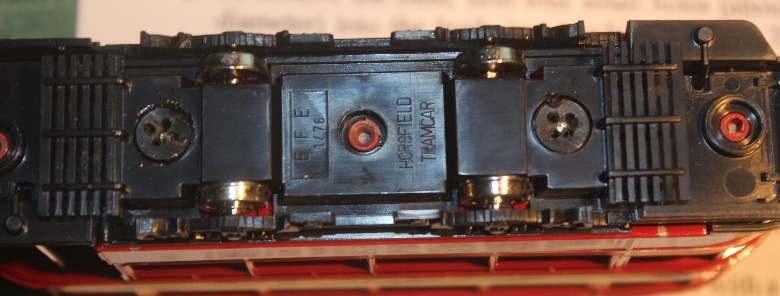 E F E
1/76
HORSFIELD
TRAMCAR